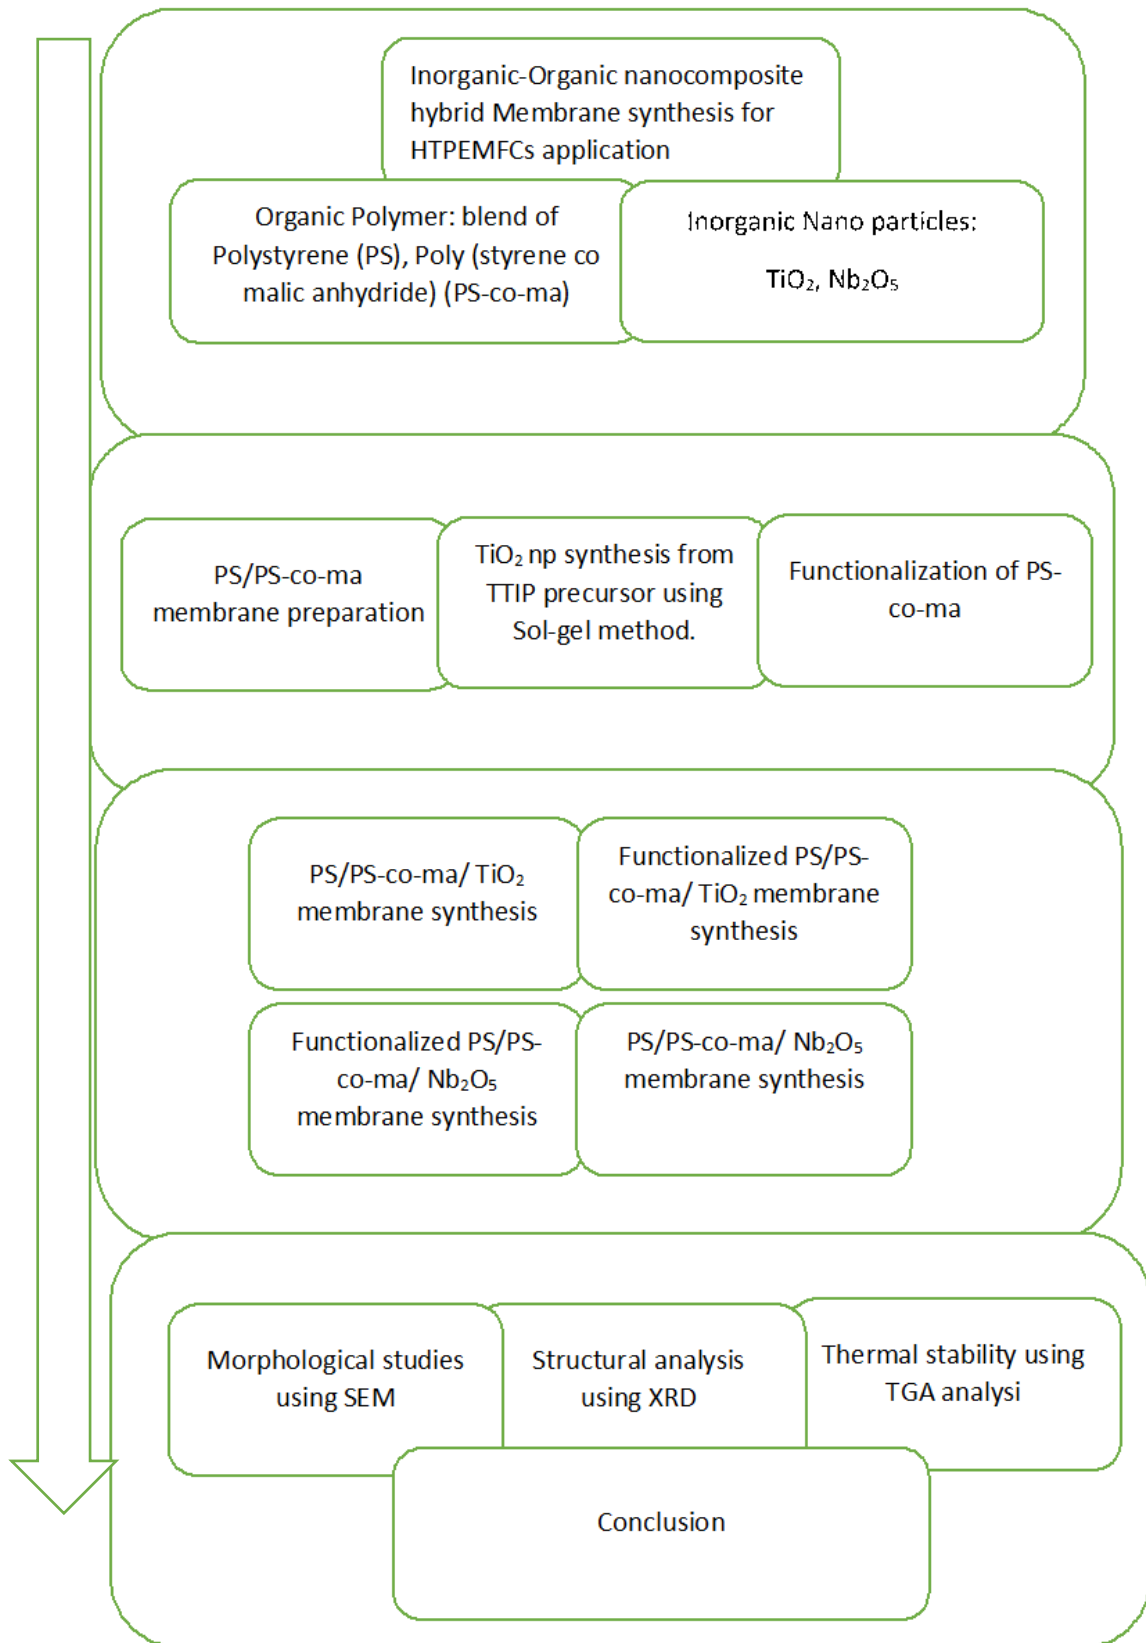 Inorganic-Organic nanocomposite
hybrid Membrane synthesis for
HTPEMFCs application
Organic Polymer: blend of
Polystyrene (PS), Poly (styrene co
malic anhydride) (PS-co-ma)
Inorganic Nano particles:
TiO₂, Nb₂O₅
PS/PS-co-ma
membrane preparation
TiO₂ np synthesis from
TTIP precursor using
Sol-gel method.
Functionalization of PS-
co-ma
PS/PS-co-ma/ TiO₂
membrane synthesis
Functionalized PS/PS-
co-ma/ TiO₂ membrane
synthesis
Functionalized PS/PS-
co-ma/ Nb₂O₅
membrane synthesis
PS/PS-co-ma/ Nb₂O₅
membrane synthesis
Morphological studies
using SEM
Structural analysis
using XRD
Thermal stability using
TGA analysi
Conclusion